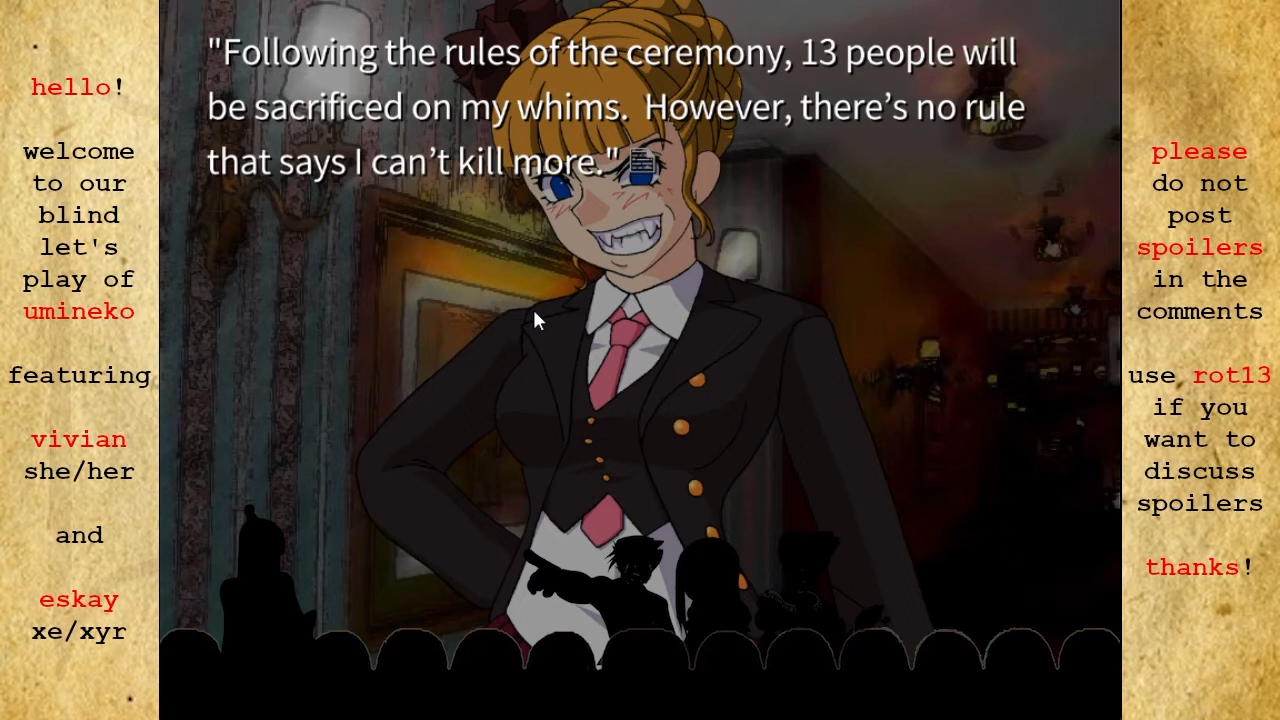 hello!
welcome
to our
blind
let's
play of
umineko
featuring
vivian
she/her
and
eskay
xe/xyr
"Following the rules of the ceremony, 13 people will
be sacrificed on my whims.  However, there’s no rule
that says I can’t kill more."
please
do not
post
spoilers
in the
comments
use rot13
if you
want to
discuss
spoilers
thanks!